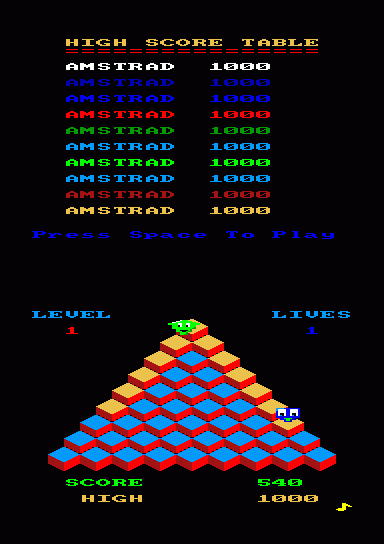 HIGH SCORE TABLE
================
AMSTRAD 1000
AMSTRAD 1000
AMSTRAD 1000
AMSTRAD 1000
AMSTRAD 1000
AMSTRAD 1000
AMSTRAD 1000
AMSTRAD 1000
AMSTRAD 1000
AMSTRAD 1000
Press Space To Play
LEVEL LIVES
1 1
SCORE 540
HIGH 1000